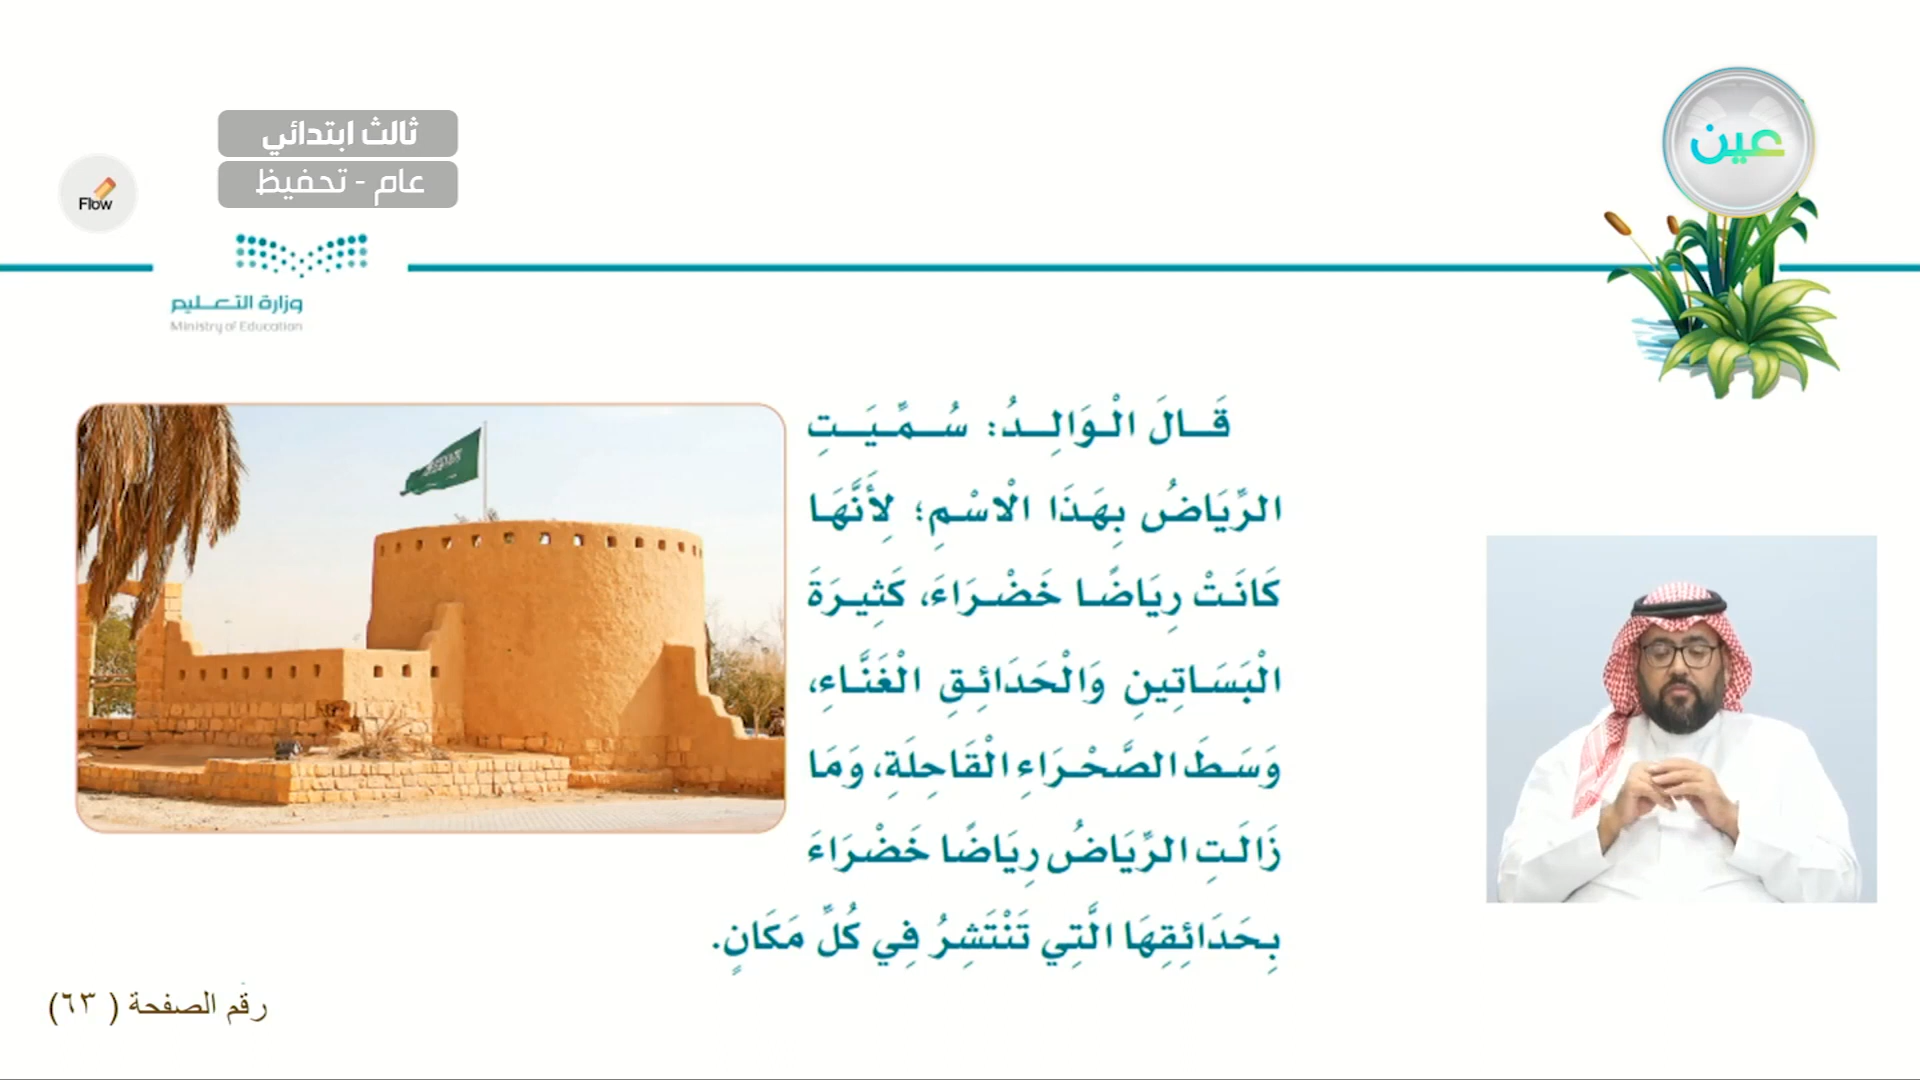 عين
ثالث ابتدائي
عام - تحفيظ
Flow
وزارة التعليم
Ministry of Education
قَالَ الْوَالِدُ: سُمِّيَتِ
الرِّيَاضُ بِهَذَا الْاسْمِ؛ لِأَنَّهَا
كَانَتْ رِيَاضًا خَضْرَاءَ، كَثِيرَةَ
الْبَسَاتِينِ وَالْحَدَائِقِ الْغَنَّاءِ،
وَسَطَ الصَّحْرَاءِ الْقَاحِلَةِ، وَمَا
زَالَتِ الرِّيَاضُ رِيَاضًا خَضْرَاءَ
بِحَدَائِقِهَا الَّتِي تَنْتَشِرُ فِي كُلِّ مَكَانٍ.
رقم الصفحة ( ٦٣)